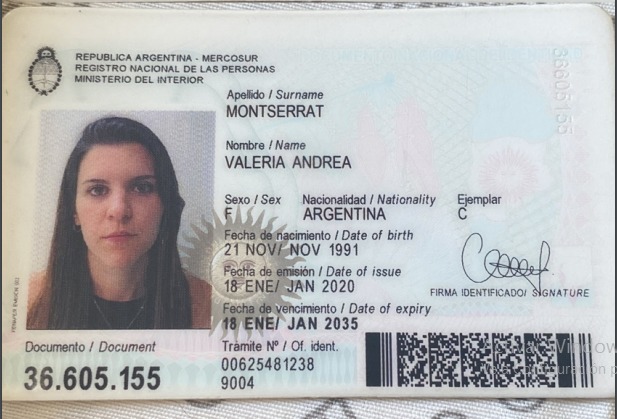 REPUBLICA ARGENTINA - MERCOSUR
REGISTRO NACIONAL DE LAS PERSONAS
MINISTERIO DEL INTERIOR
Apellido / Surname
MONTSERRAT
Nombre / Name
VALERIA ANDREA
Sexo / Sex Nacionalidad / Nationality Ejemplar
F ARGENTINA C
Fecha de nacimiento / Date of birth
21 NOV/ NOV 1991
Fecha de emisión / Date of issue
18 ENE/ JAN 2020
FIRMA IDENTIFICADO/ SIGNATURE
Fecha de vencimiento / Date of expiry
18 ENE/ JAN 2035
Documento / Document
36.605.155
Trámite Nº / Of. ident.
00625481238
9004
36605155